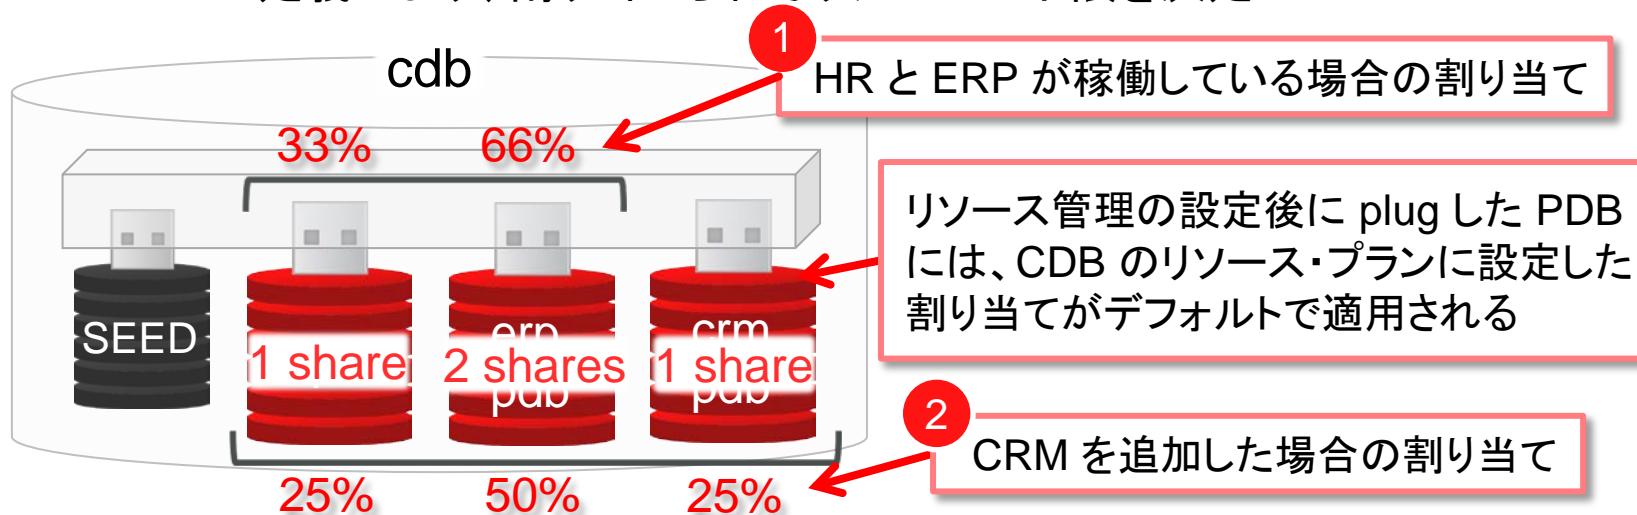 cdb
1
HR と ERP が稼働している場合の割り当て
33% 66%
リソース管理の設定後に plug した PDB
には、CDB のリソース・プランに設定した
割り当てがデフォルトで適用される
SEED
1 share
erp
2 shares
pdb
crm
1 share
pdb
2
CRM を追加した場合の割り当て
25% 50% 25%